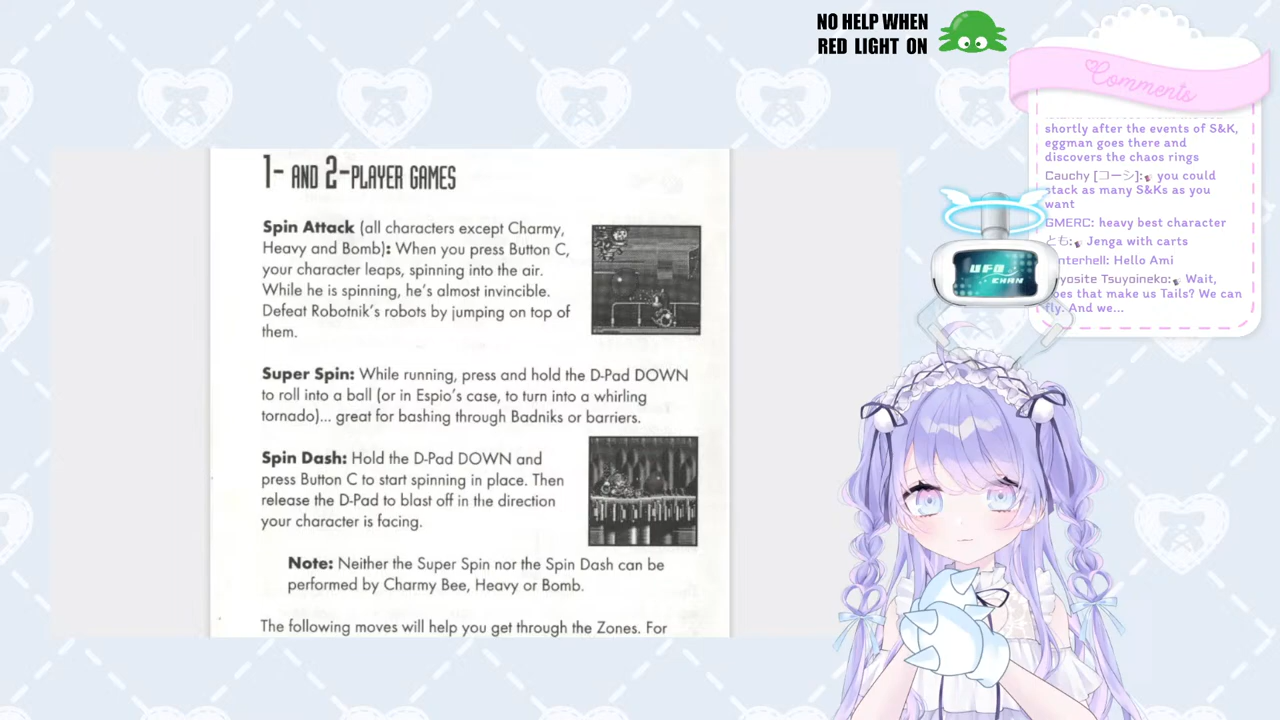 NO HELP WHEN
RED LIGHT ON
Comments
shortly after the events of S&K,
eggman goes there and
discovers the chaos rings
Cauchy [コーシ]: you could
stack as many S&Ks as you
want
GMERC: heavy best character
とも: Jenga with carts
Hello Ami
Wait,
does that make us Tails? We can
fly. And we...
UFO
CHAN
1- AND 2-PLAYER GAMES
Spin Attack (all characters except Charmy,
Heavy and Bomb): When you press Button C,
your character leaps, spinning into the air.
While he is spinning, he's almost invincible.
Defeat Robotnik's robots by jumping on top of
them.
Super Spin: While running, press and hold the D-Pad DOWN
to roll into a ball (or in Espio's case, to turn into a whirling
tornado)... great for bashing through Badniks or barriers.
Spin Dash: Hold the D-Pad DOWN and
press Button C to start spinning in place. Then
release the D-Pad to blast off in the direction
your character is facing.
Note: Neither the Super Spin nor the Spin Dash can be
performed by Charmy Bee, Heavy or Bomb.
The following moves will help you get through the Zones. For